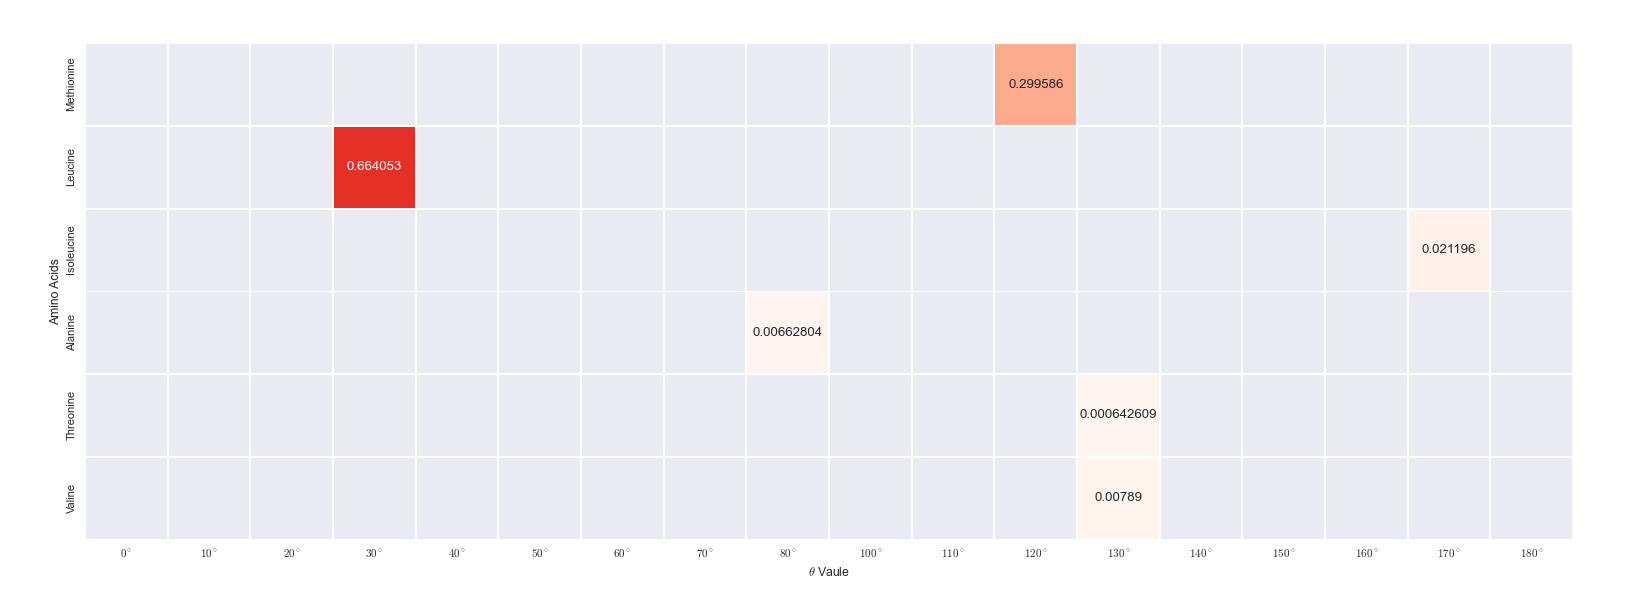 Amino Acids
Methionine
0.299586
Leucine
0.664053
Isoleucine
0.021196
Alanine
0.00662804
Threonine
0.000642609
Valine
0.00789
0° 10° 20° 30° 40° 50° 60° 70° 80° 100° 110° 120° 130° 140° 150° 160° 170° 180°
θ Vaule